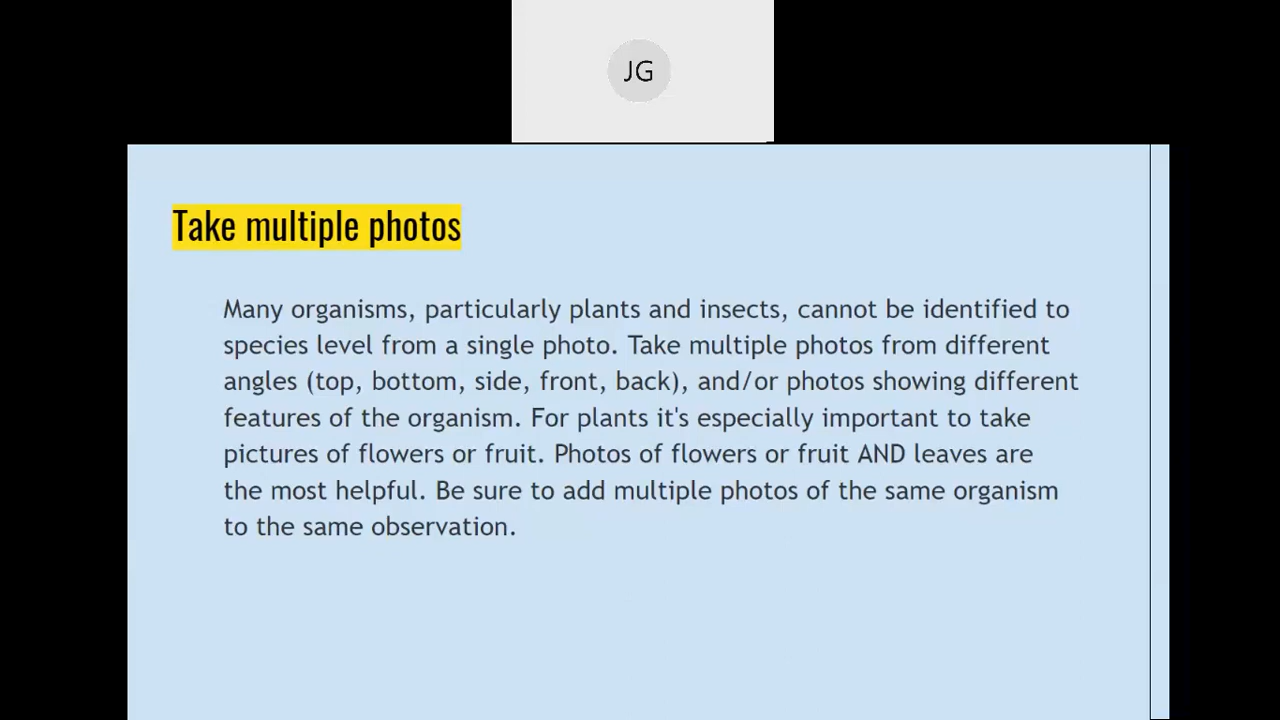 JG
Take multiple photos
Many organisms, particularly plants and insects, cannot be identified to
species level from a single photo. Take multiple photos from different
angles (top, bottom, side, front, back), and/or photos showing different
features of the organism. For plants it's especially important to take
pictures of flowers or fruit. Photos of flowers or fruit AND leaves are
the most helpful. Be sure to add multiple photos of the same organism
to the same observation.